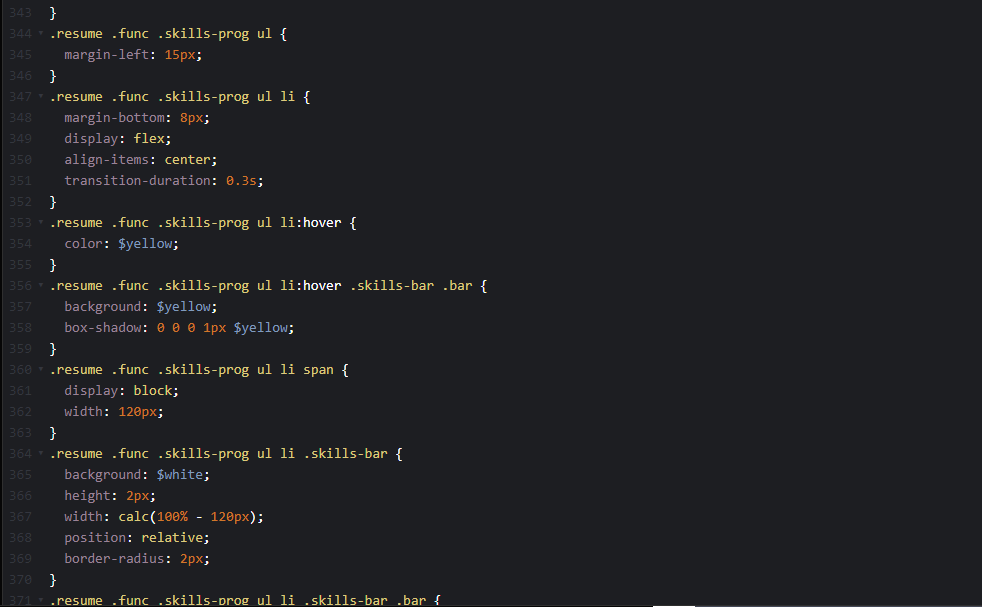 343 }
344 .resume .func .skills-prog ul {
345 margin-left: 15px;
346 }
347 .resume .func .skills-prog ul li {
348 margin-bottom: 8px;
349 display: flex;
350 align-items: center;
351 transition-duration: 0.3s;
352 }
353 .resume .func .skills-prog ul li:hover {
354 color: $yellow;
355 }
356 .resume .func .skills-prog ul li:hover .skills-bar .bar {
357 background: $yellow;
358 box-shadow: 0 0 0 1px $yellow;
359 }
360 .resume .func .skills-prog ul li span {
361 display: block;
362 width: 120px;
363 }
364 .resume .func .skills-prog ul li .skills-bar {
365 background: $white;
366 height: 2px;
367 width: calc(100% - 120px);
368 position: relative;
369 border-radius: 2px;
370 }
371 .resume .func .skills-prog ul li .skills-bar .bar {